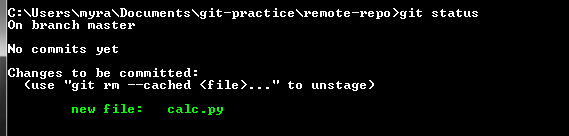 C:\Users\myra\Documents\git-practice\remote-repo>git status
On branch master
No commits yet
Changes to be committed:
(use "git rm --cached <file>..." to unstage)
new file: calc.py